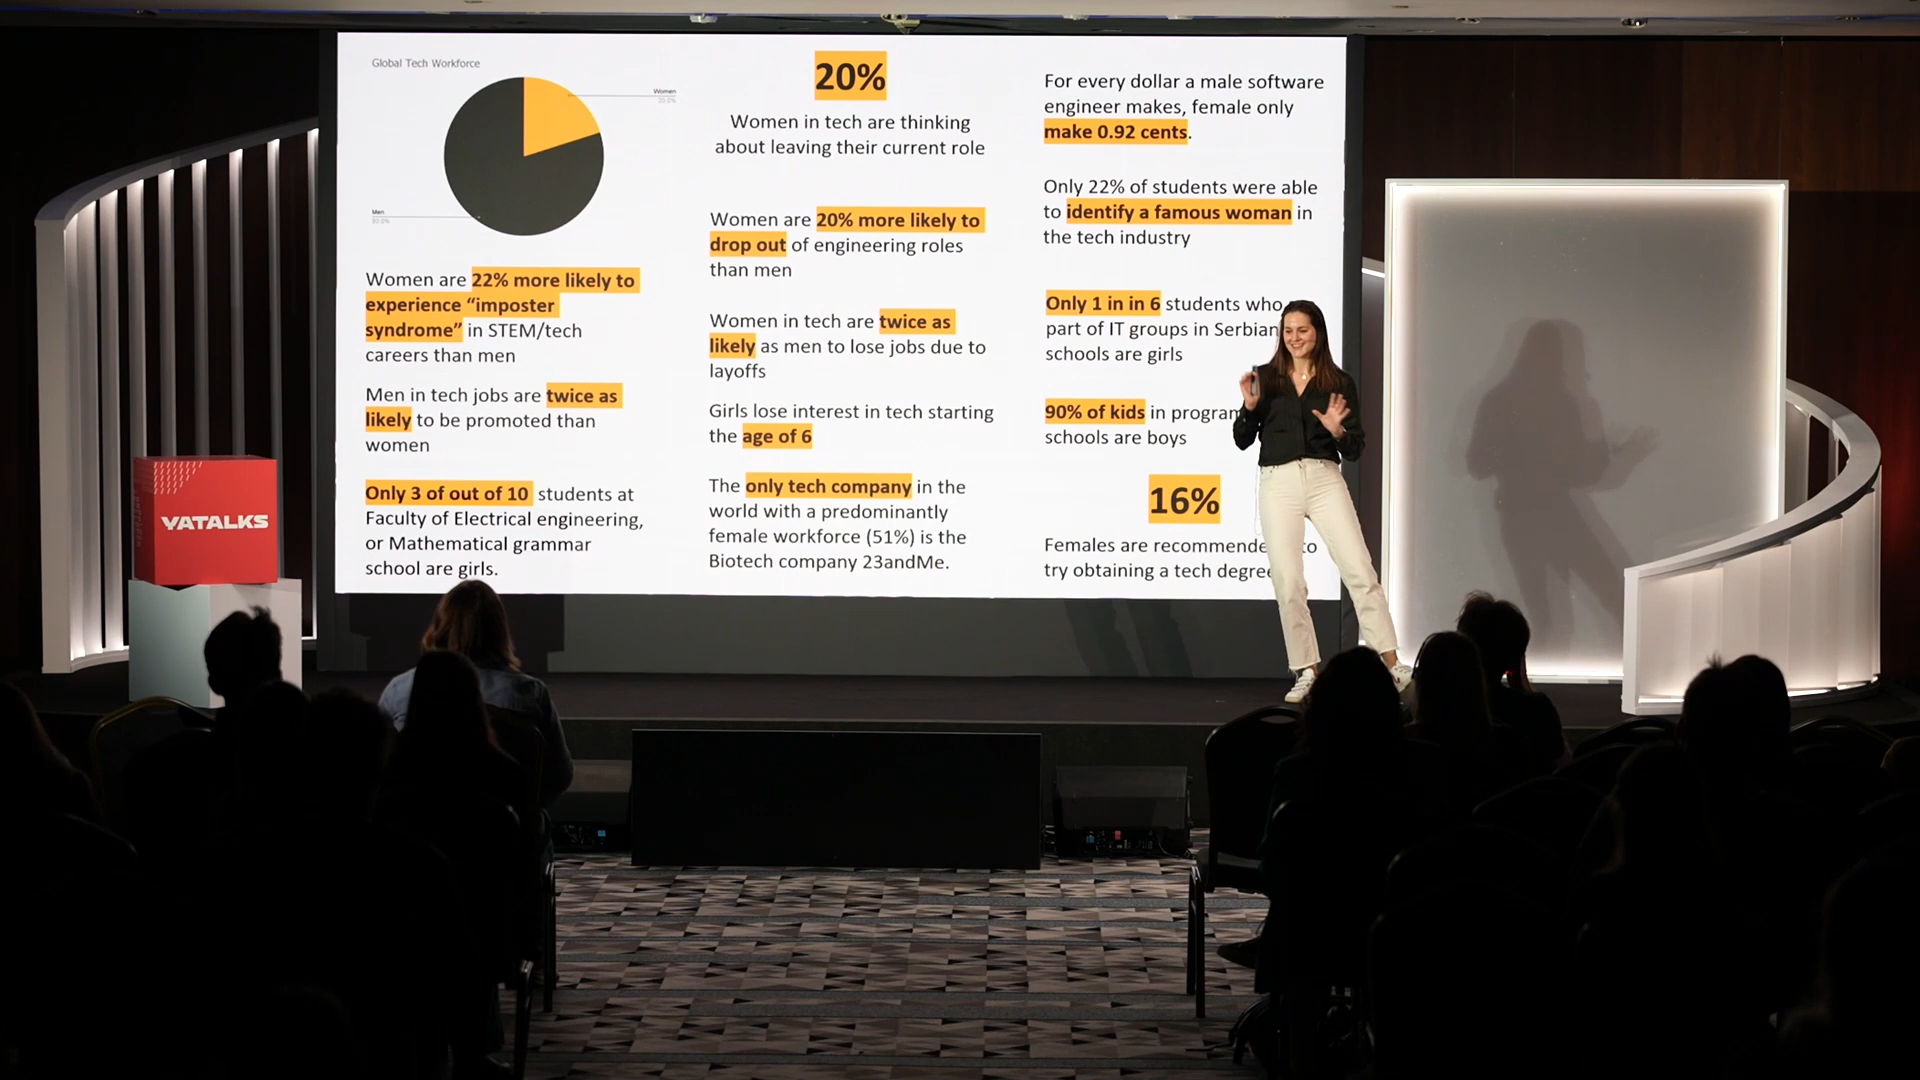 Global Tech Workforce
Women
20.0%
Men
80.0%
Women are 22% more likely to
experience “imposter
syndrome” in STEM/tech
careers than men
Men in tech jobs are twice as
likely to be promoted than
women
Only 3 of out of 10 students at
Faculty of Electrical engineering,
or Mathematical grammar
school are girls.
20%
Women in tech are thinking
about leaving their current role
Women are 20% more likely to
drop out of engineering roles
than men
Women in tech are twice as
likely as men to lose jobs due to
layoffs
Girls lose interest in tech starting
the age of 6
The only tech company in the
world with a predominantly
female workforce (51%) is the
Biotech company 23andMe.
For every dollar a male software
engineer makes, female only
make 0.92 cents.
Only 22% of students were able
to identify a famous woman in
the tech industry
Only 1 in in 6 students who
part of IT groups in Serbian
schools are girls
90% of kids in program
schools are boys
16%
Females are recommende to
try obtaining a tech degree
YATALKS